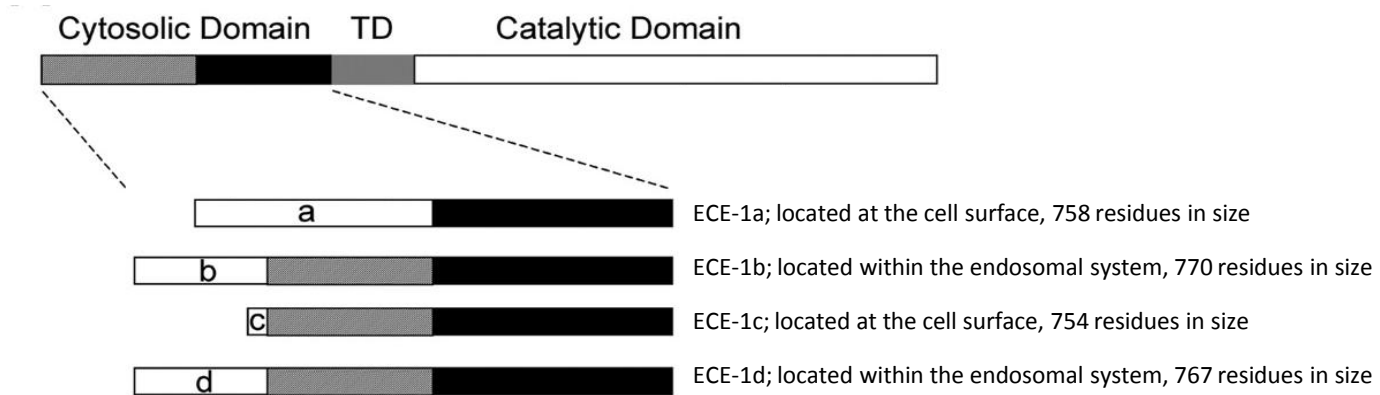 Cytosolic Domain TD Catalytic Domain
a ECE-1a; located at the cell surface, 758 residues in size
b ECE-1b; located within the endosomal system, 770 residues in size
c ECE-1c; located at the cell surface, 754 residues in size
d ECE-1d; located within the endosomal system, 767 residues in size